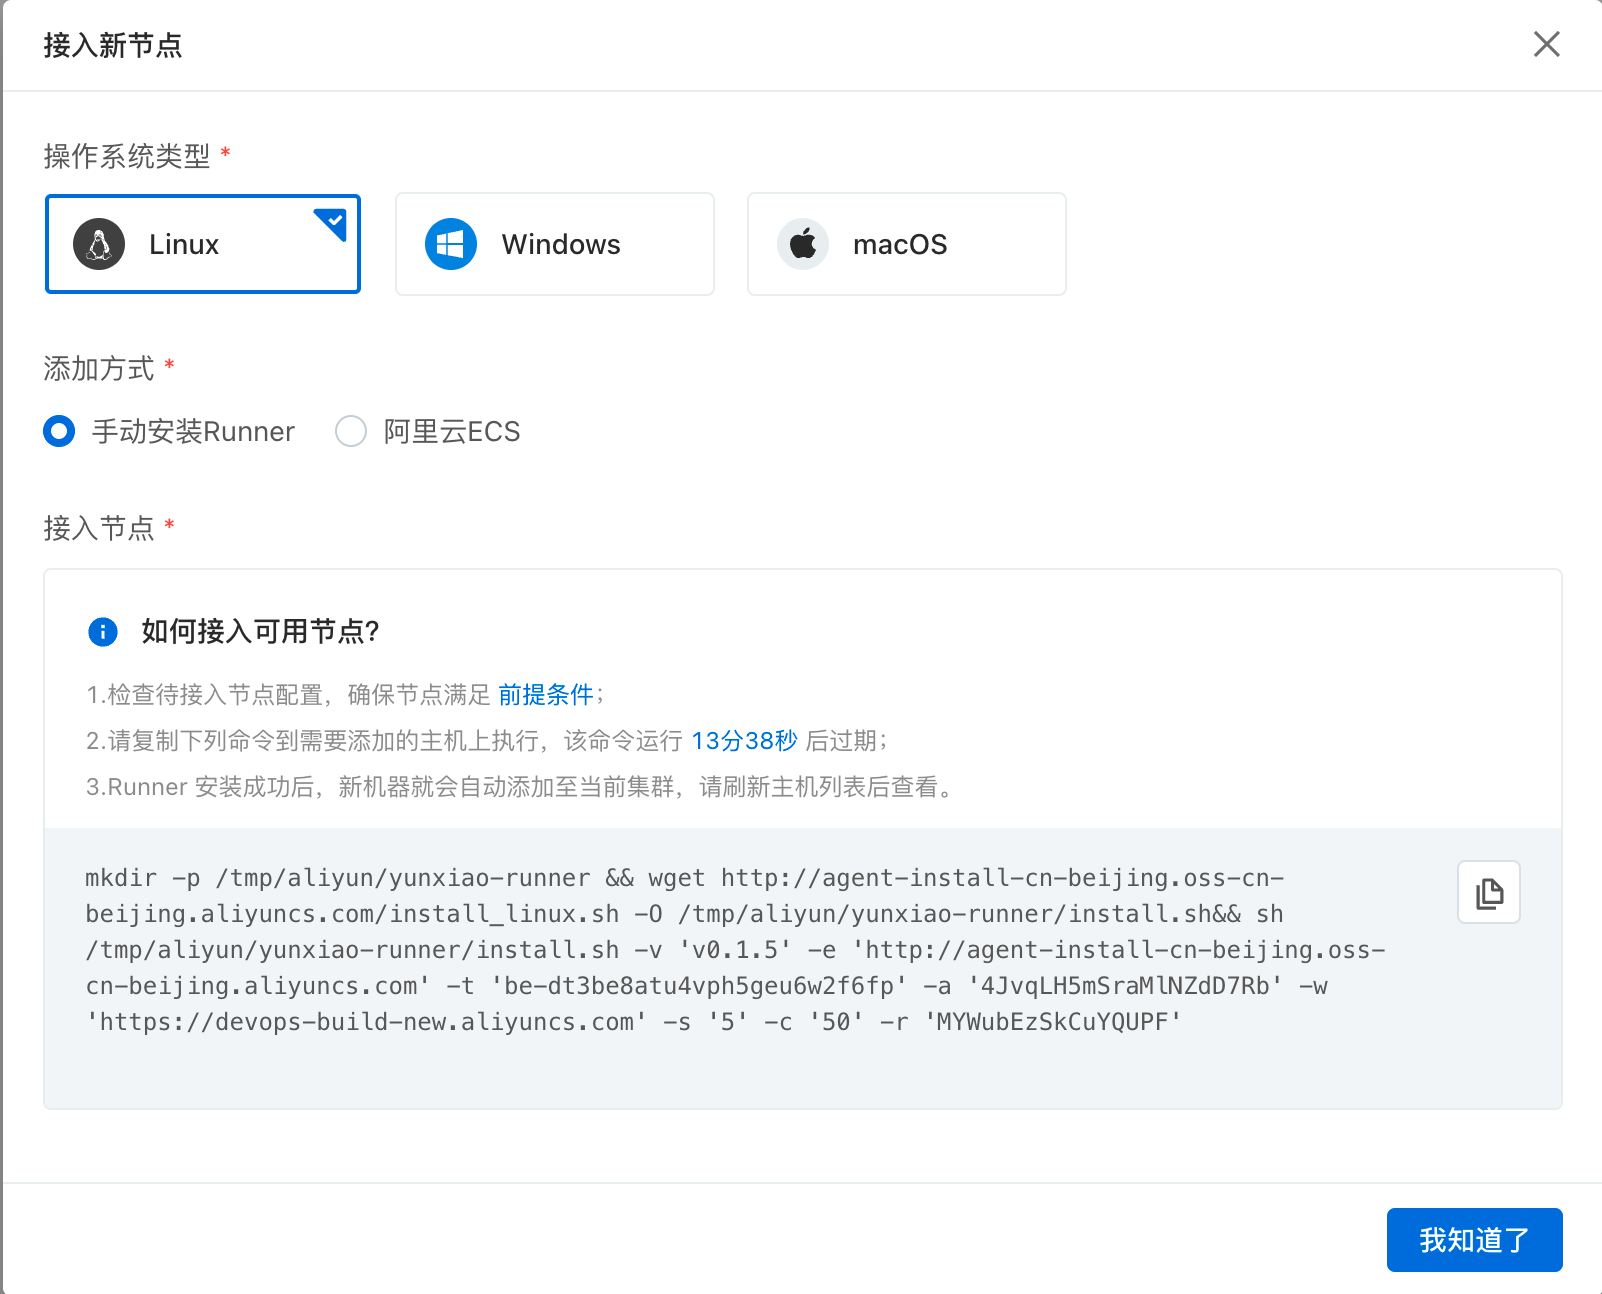 接入新节点
操作系统类型 *
Linux
Windows
macOS
添加方式 *
手动安装Runner
阿里云ECS
接入节点 *
如何接入可用节点?
1.检查待接入节点配置，确保节点满足 前提条件；
2.请复制下列命令到需要添加的主机上执行，该命令运行 13分38秒 后过期；
3.Runner 安装成功后，新机器就会自动添加至当前集群，请刷新主机列表后查看。
mkdir -p /tmp/aliyun/yunxiao-runner && wget http://agent-install-cn-beijing.oss-cn-
beijing.aliyuncs.com/install_linux.sh -O /tmp/aliyun/yunxiao-runner/install.sh&& sh
/tmp/aliyun/yunxiao-runner/install.sh -v 'v0.1.5' -e 'http://agent-install-cn-beijing.oss-
cn-beijing.aliyuncs.com' -t 'be-dt3be8atu4vph5geu6w2f6fp' -a '4JvqLH5mSraMlNZdD7Rb' -w
'https://devops-build-new.aliyuncs.com' -s '5' -c '50' -r 'MYWubEzSkCuYQUPF'
我知道了